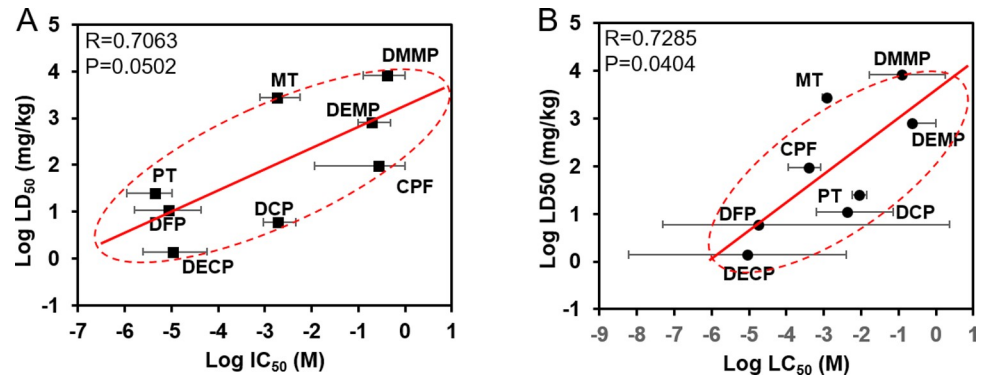 A
R=0.7063
P=0.0502
5
4
3
2
1
0
-1
Log LD₅₀ (mg/kg)
DMMP
MT
DEMP
PT
CPF
DFP
DCP
DECP
-7 -6 -5 -4 -3 -2 -1 0 1
Log IC₅₀ (M)
B
R=0.7285
P=0.0404
5
4
3
2
1
0
-1
Log LD50 (mg/kg)
DMMP
MT
DEMP
CPF
PT
DFP
DCP
DECP
-9 -8 -7 -6 -5 -4 -3 -2 -1 0 1
Log LC₅₀ (M)